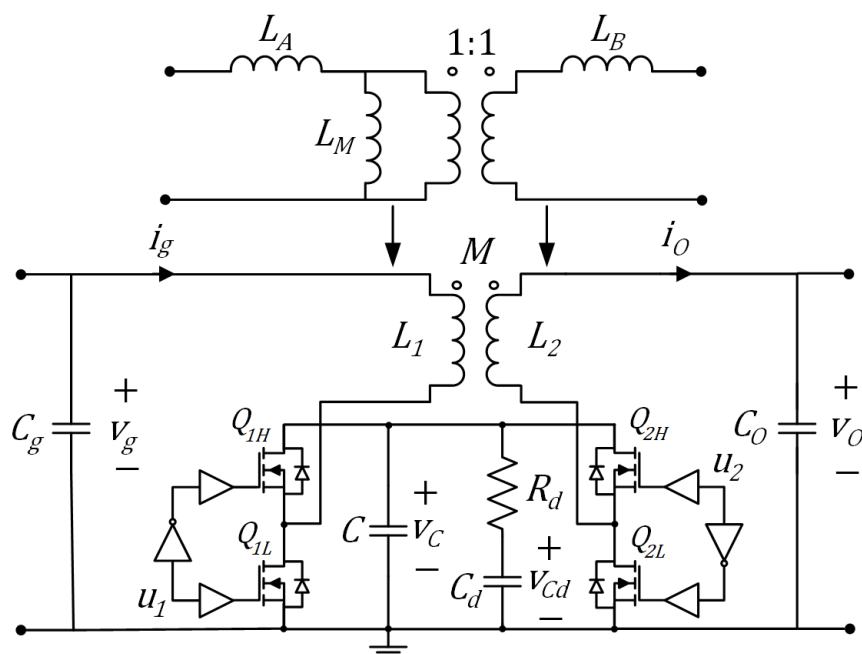 L_A 1:1 L_B
L_M
i_g M i_O
L_1 L_2
+ Q_1H Q_2H +
C_g v_g C_O v_O
− + R_d u_2 −
C v_C
Q_1L − + Q_2L
u_1 C_d v_Cd
−